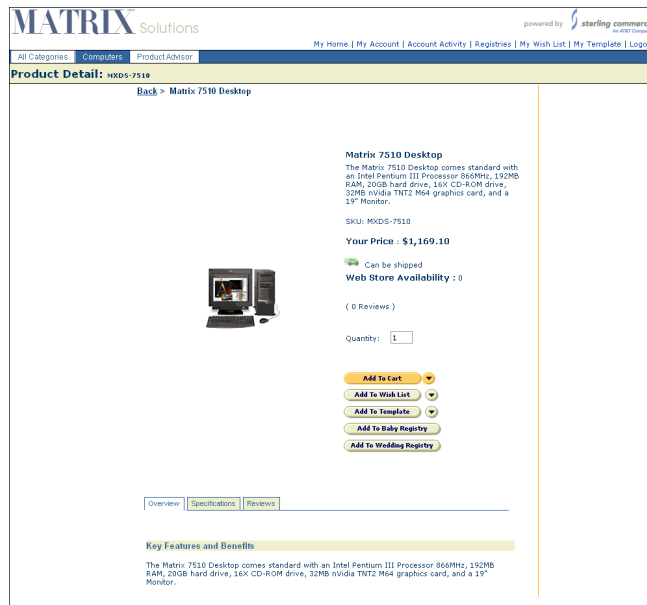 MATRIX Solutions
powered by sterling commerc
An AT&T Compa
My Home | My Account | Account Activity | Registries | My Wish List | My Template | Logo
All Categories Computers Product Advisor
Product Detail: MXDS-7510
Back > Matrix 7510 Desktop
Matrix 7510 Desktop
The Matrix 7510 Desktop comes standard with
an Intel Pentium III Processor 866MHz, 192MB
RAM, 20GB hard drive, 16X CD-ROM drive,
32MB nVidia TNT2 M64 graphics card, and a
19" Monitor.
SKU: MXDS-7510
Your Price : $1,169.10
Can be shipped
Web Store Availability : 0
( 0 Reviews )
Quantity: 1
Add To Cart
Add To Wish List
Add To Template
Add To Baby Registry
Add To Wedding Registry
Overview Specifications Reviews
Key Features and Benefits
The Matrix 7510 Desktop comes standard with an Intel Pentium III Processor 866MHz, 192MB
RAM, 20GB hard drive, 16X CD-ROM drive, 32MB nVidia TNT2 M64 graphics card, and a 19"
Monitor.